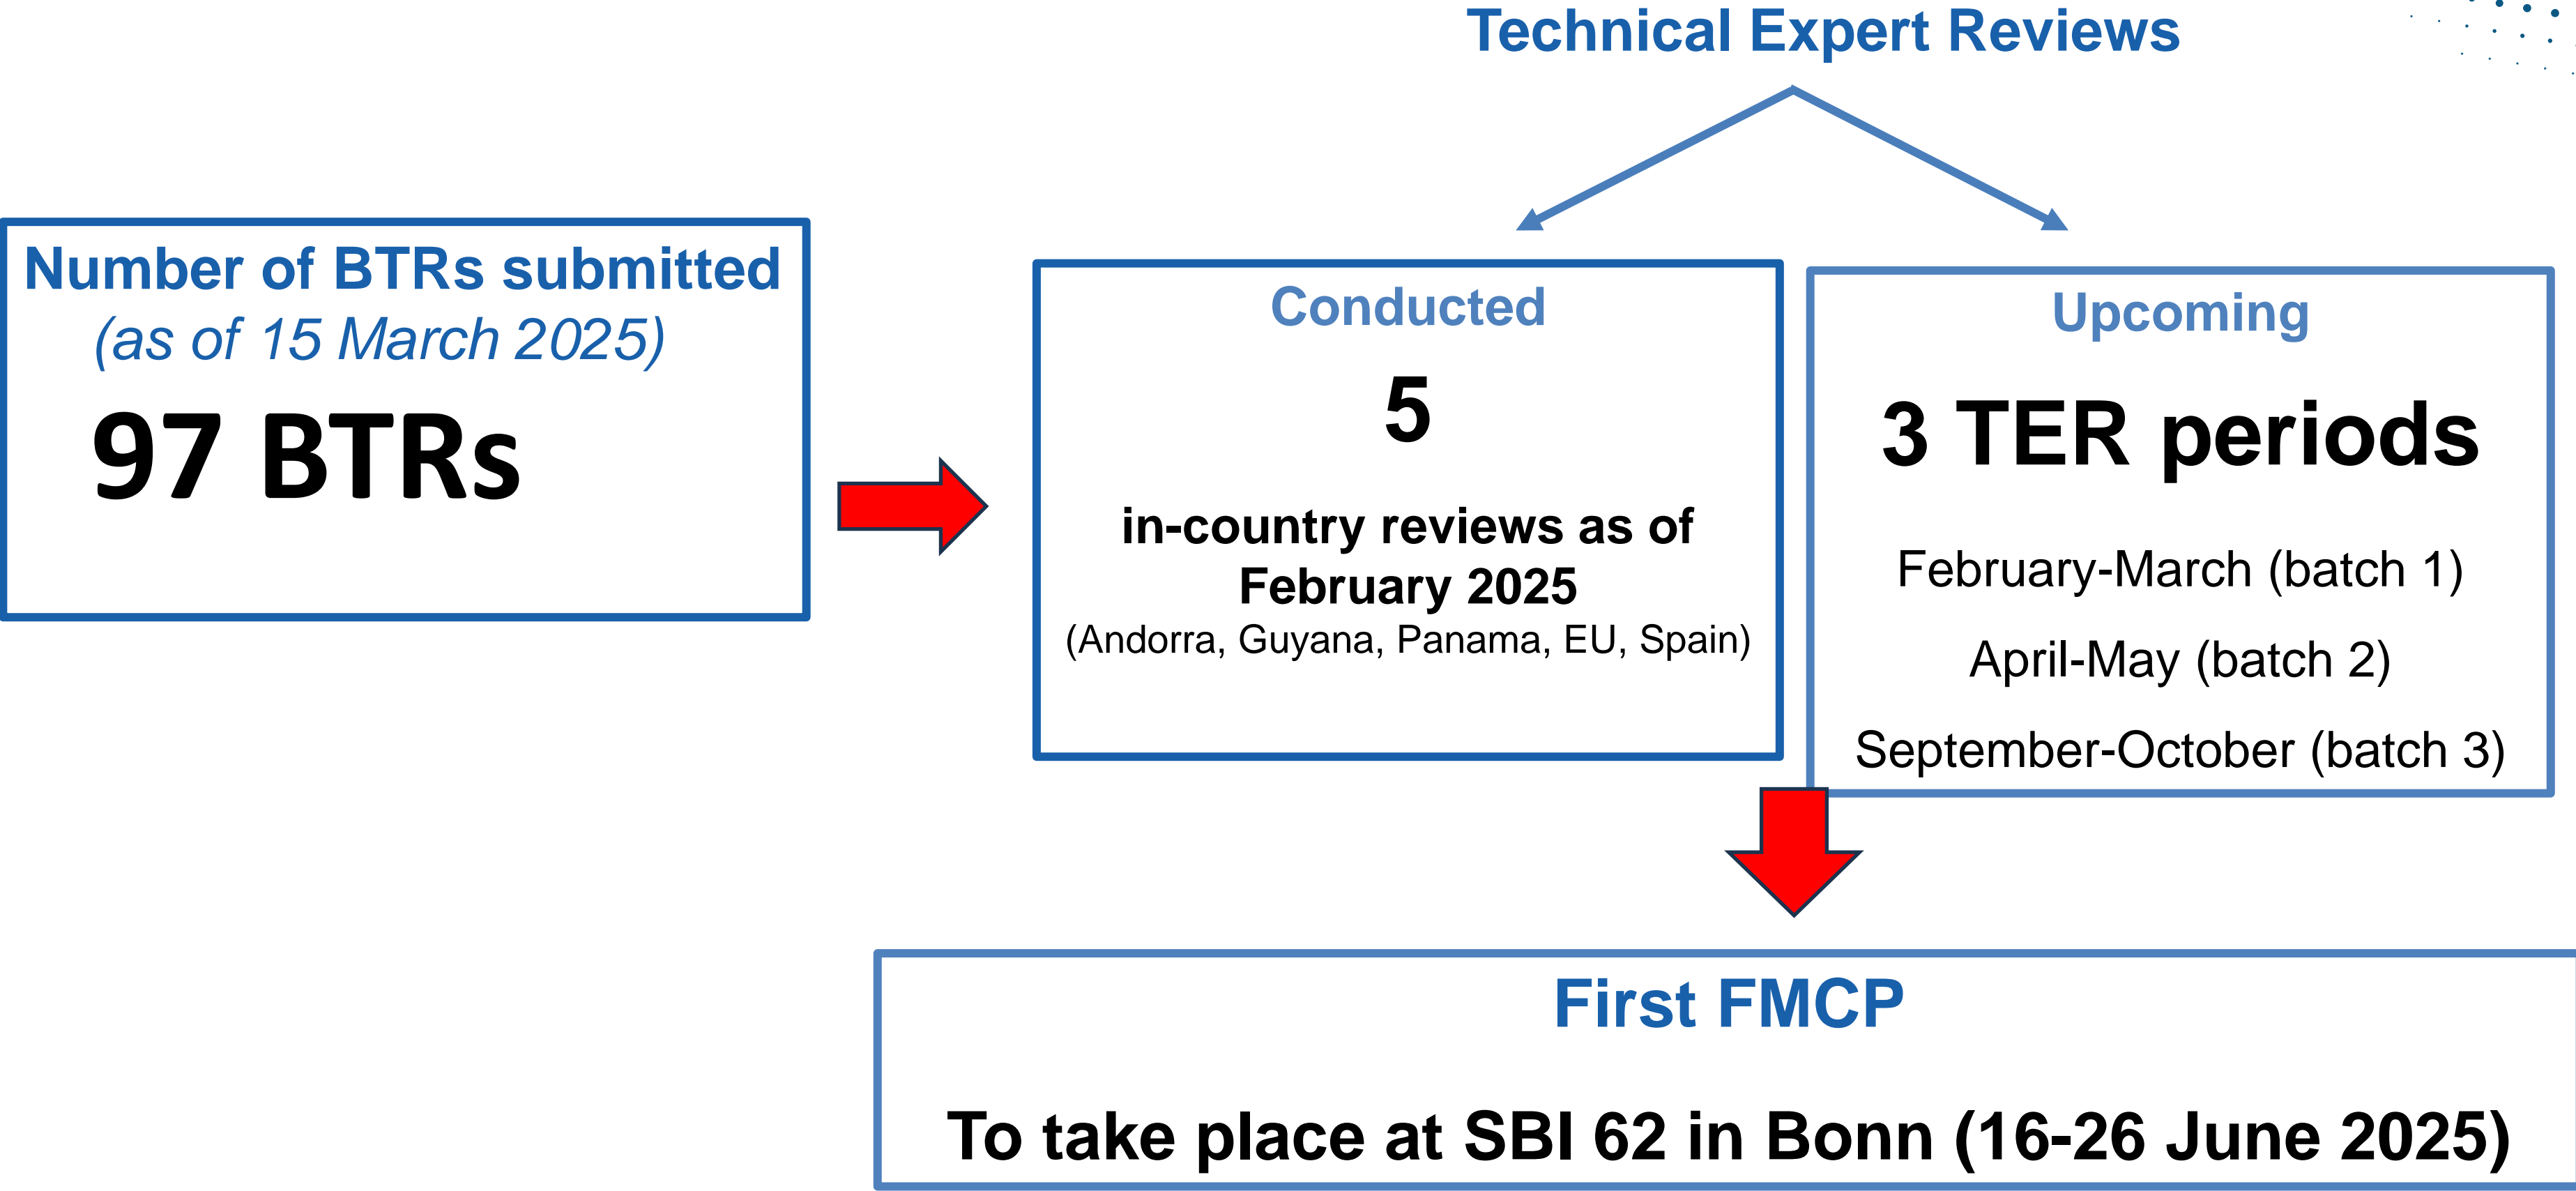 Technical Expert Reviews
Number of BTRs submitted
(as of 15 March 2025)
97 BTRs
Conducted
5
in-country reviews as of
February 2025
(Andorra, Guyana, Panama, EU, Spain)
Upcoming
3 TER periods
February-March (batch 1)
April-May (batch 2)
September-October (batch 3)
First FMCP
To take place at SBI 62 in Bonn (16-26 June 2025)